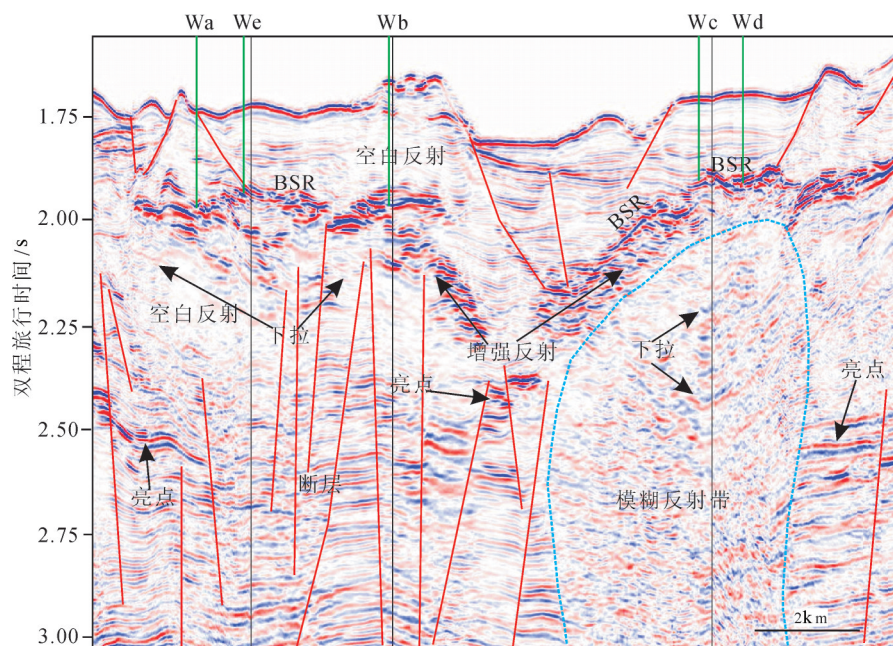 Wa We Wb Wc Wd
1.75
空白反射
BSR
BSR
2.00
BSR
空白反射
下拉
2.25
增强反射
下拉
亮点
亮点
2.50
亮点
断层
模糊反射带
2.75
2km
3.00
双程旅行时间/s